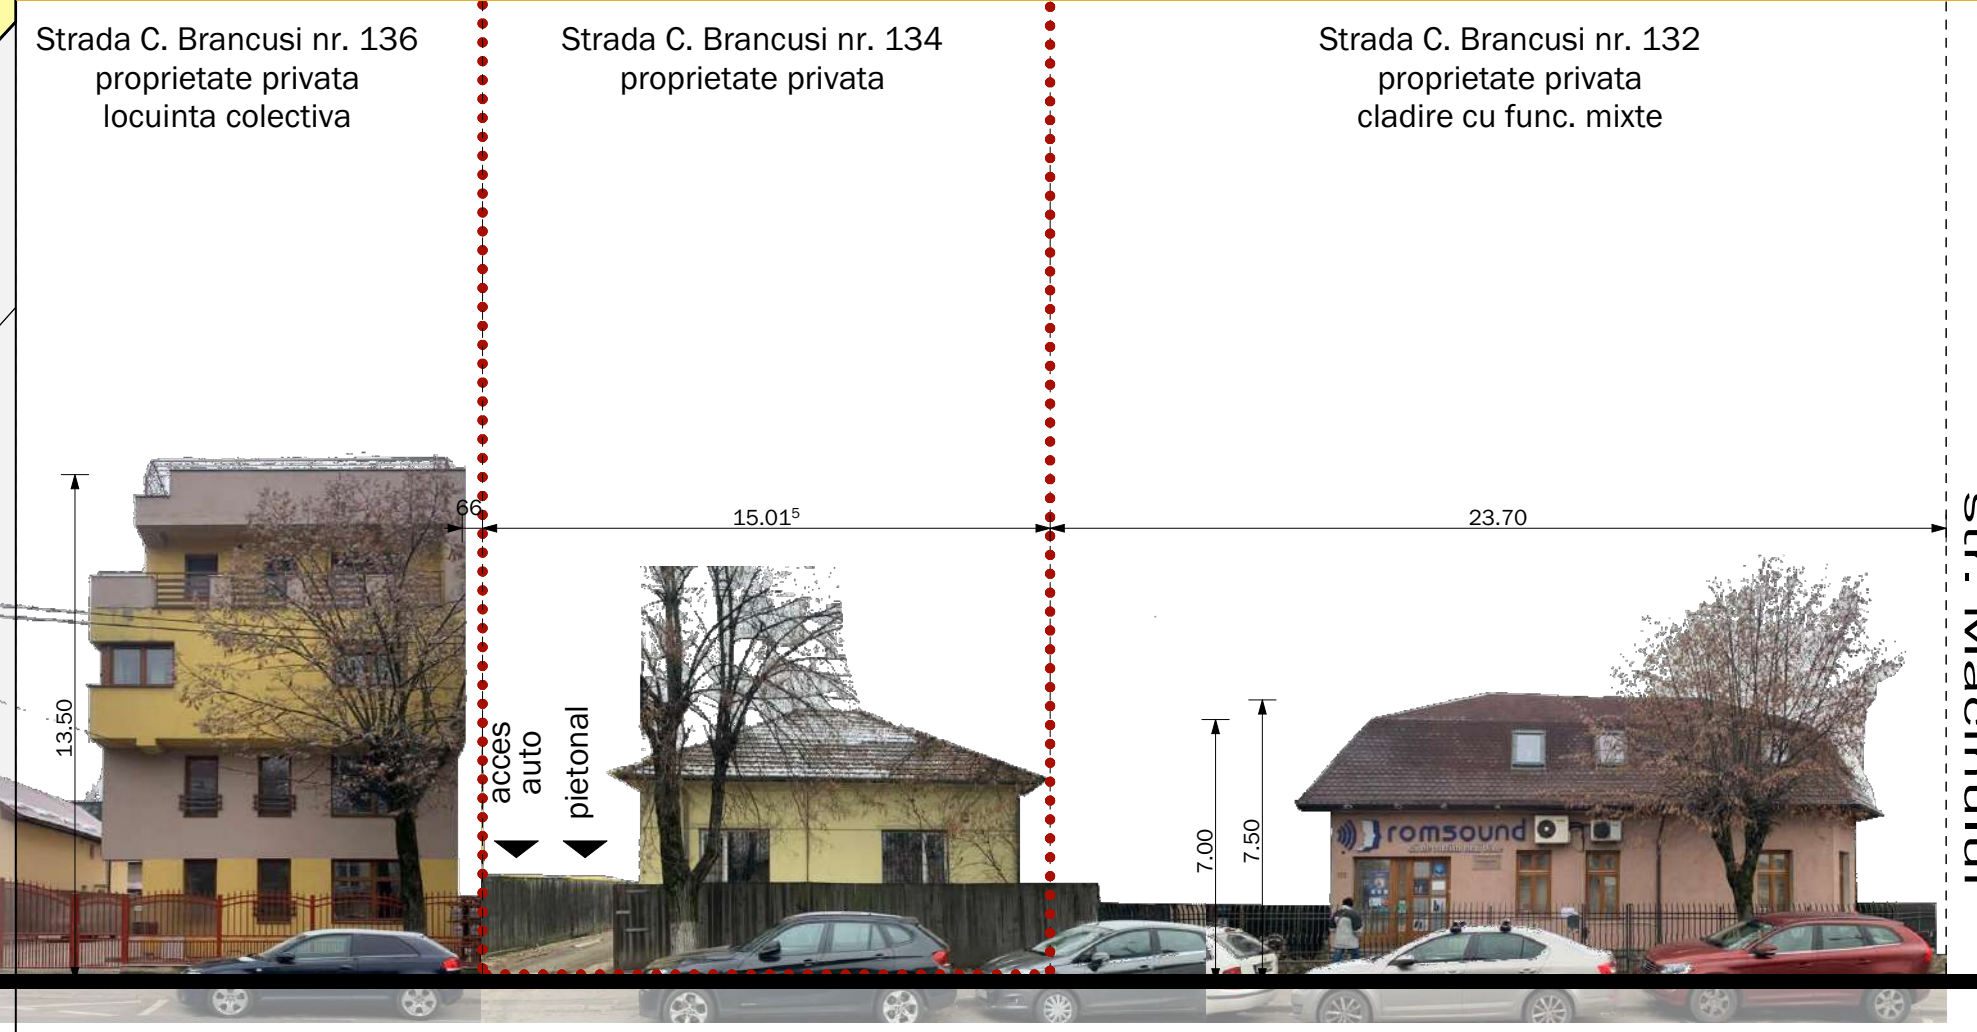 Strada C. Brancusi nr. 136
proprietate privata
locuinta colectiva
Strada C. Brancusi nr. 134
proprietate privata
Strada C. Brancusi nr. 132
proprietate privata
cladire cu func. mixte
66
15.01⁵
23.70
13.50
acces
auto
pietonal
7.00
7.50
romsound
str. Macinului